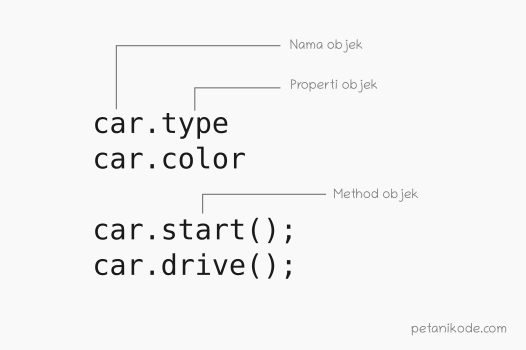 Nama objek
Properti objek
car.type
car.color
Method objek
car.start();
car.drive();
petanikode.com